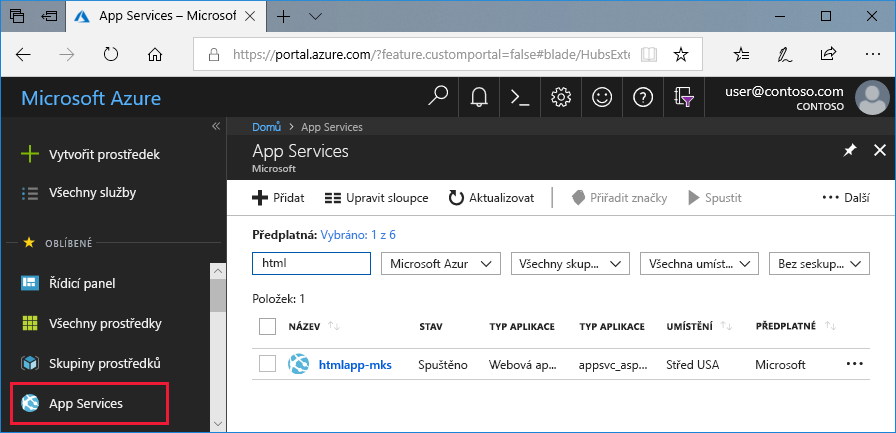 App Services – Microsoft
https://portal.azure.com/?feature.customportal=false#blade/HubsExte
Microsoft Azure
user@contoso.com
CONTOSO
Domů > App Services
App Services
Microsoft
Vytvořit prostředek
Všechny služby
OBLÍBENÉ
Řídicí panel
Všechny prostředky
Skupiny prostředků
App Services
Přidat
Upravit sloupce
Aktualizovat
Přiřadit značky
Spustit
Další
Předplatná: Vybráno: 1 z 6
html
Microsoft Azur
Všechny skup...
Všechna umíst...
Bez seskup...
Položek: 1
NÁZEV
STAV
TYP APLIKACE
TYP APLIKACE
UMÍSTĚNÍ
PŘEDPLATNÉ
htmlapp-mks
Spuštěno
Webová ap...
appsvc_asp...
Střed USA
Microsoft